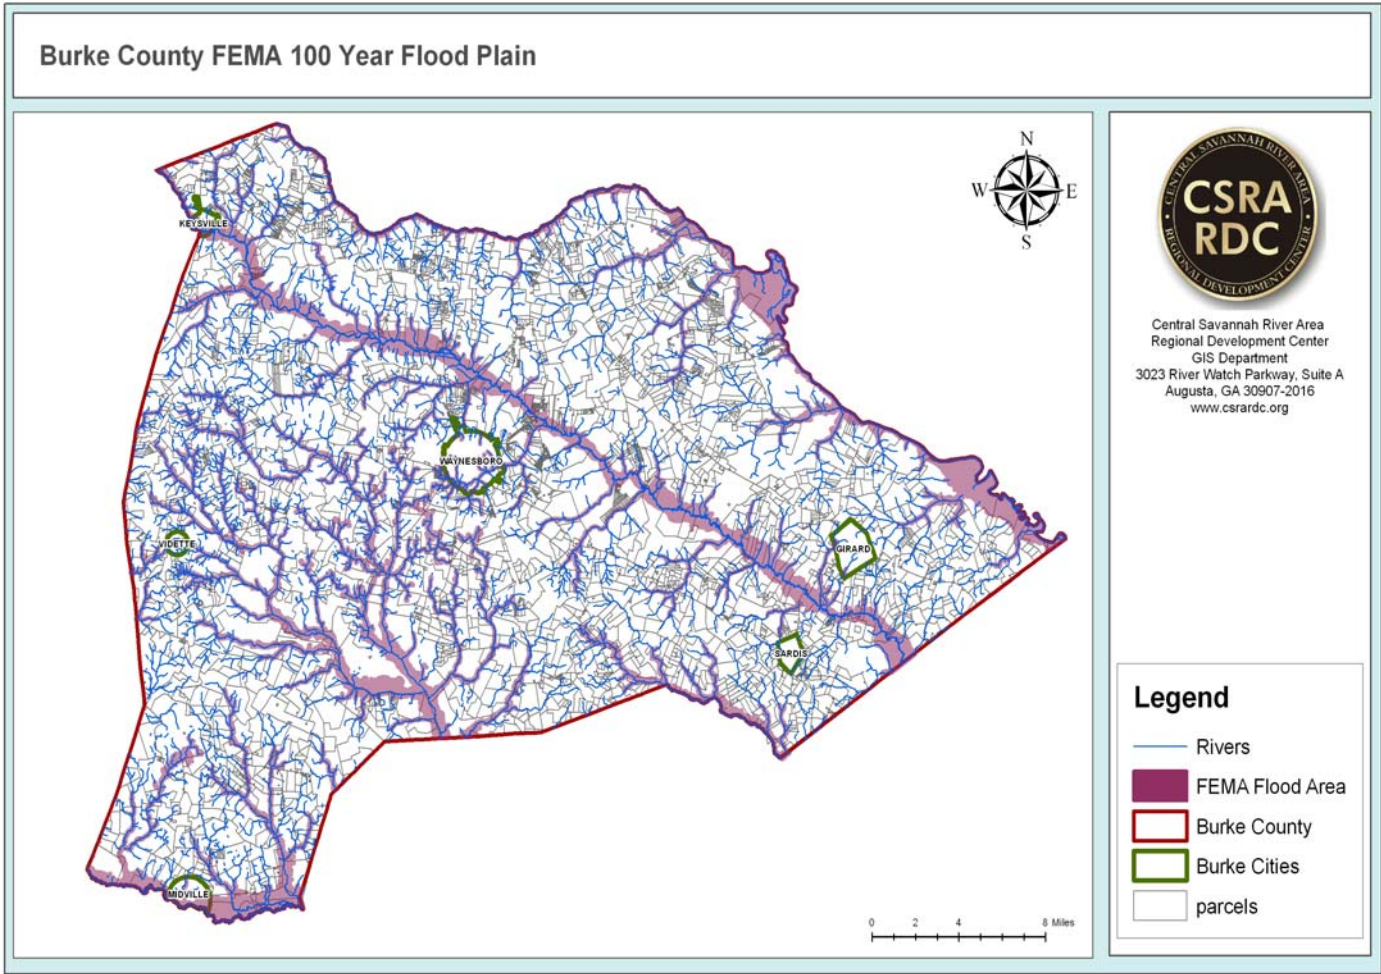 Burke County FEMA 100 Year Flood Plain
N
W
E
S
KEYSVILLE
WAYNESBORO
VIDETTE
GIRARD
SARDIS
MIDVILLE
0 2 4 8 Miles
CENTRAL SAVANNAH RIVER AREA
CSRA
RDC
REGIONAL DEVELOPMENT CENTER
Central Savannah River Area
Regional Development Center
GIS Department
3023 River Watch Parkway, Suite A
Augusta, GA 30907-2016
www.csrardc.org
Legend
Rivers
FEMA Flood Area
Burke County
Burke Cities
parcels